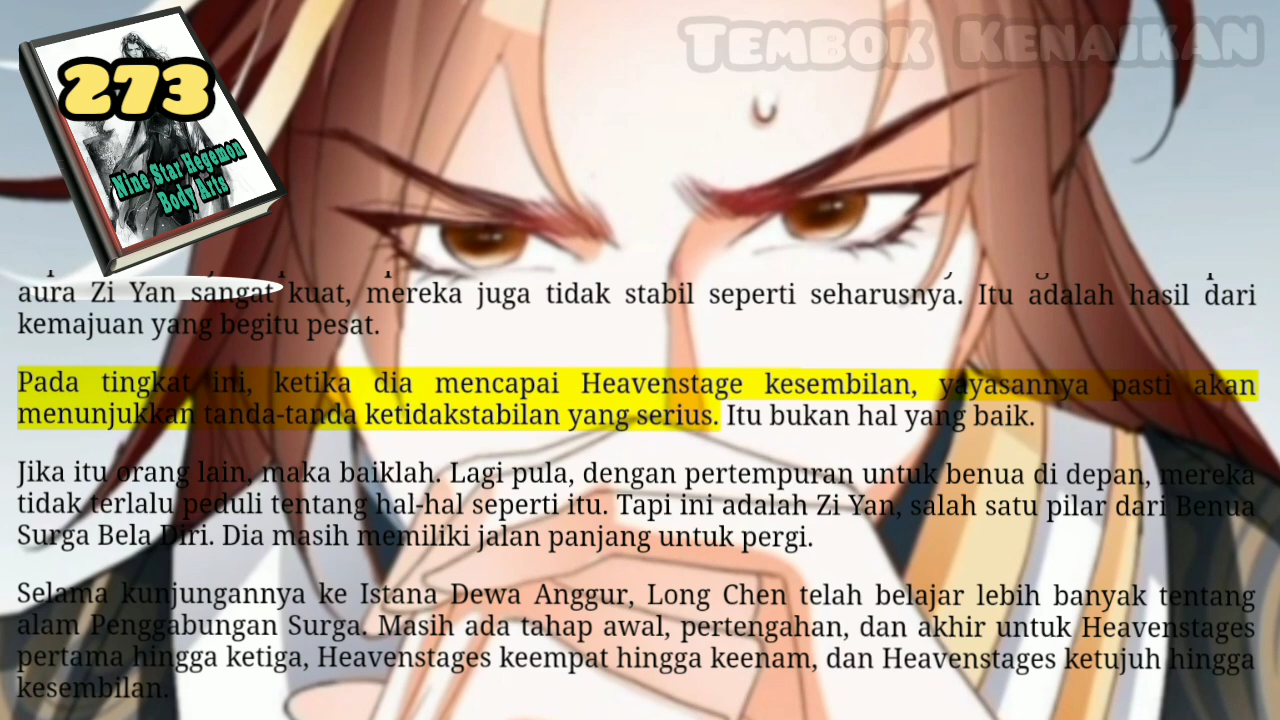 TEMBOK KENAIKAN
273
Nine Star Hegemon
Body Arts
aura Zi Yan sangat kuat, mereka juga tidak stabil seperti seharusnya. Itu adalah hasil dari
kemajuan yang begitu pesat.
Pada tingkat ini, ketika dia mencapai Heavenstage kesembilan, yayasannya pasti akan
menunjukkan tanda-tanda ketidakstabilan yang serius. Itu bukan hal yang baik.
Jika itu orang lain, maka baiklah. Lagi pula, dengan pertempuran untuk benua di depan, mereka
tidak terlalu peduli tentang hal-hal seperti itu. Tapi ini adalah Zi Yan, salah satu pilar dari Benua
Surga Bela Diri. Dia masih memiliki jalan panjang untuk pergi.
Selama kunjungannya ke Istana Dewa Anggur, Long Chen telah belajar lebih banyak tentang
alam Penggabungan Surga. Masih ada tahap awal, pertengahan, dan akhir untuk Heavenstages
pertama hingga ketiga, Heavenstages keempat hingga keenam, dan Heavenstages ketujuh hingga
kesembilan.